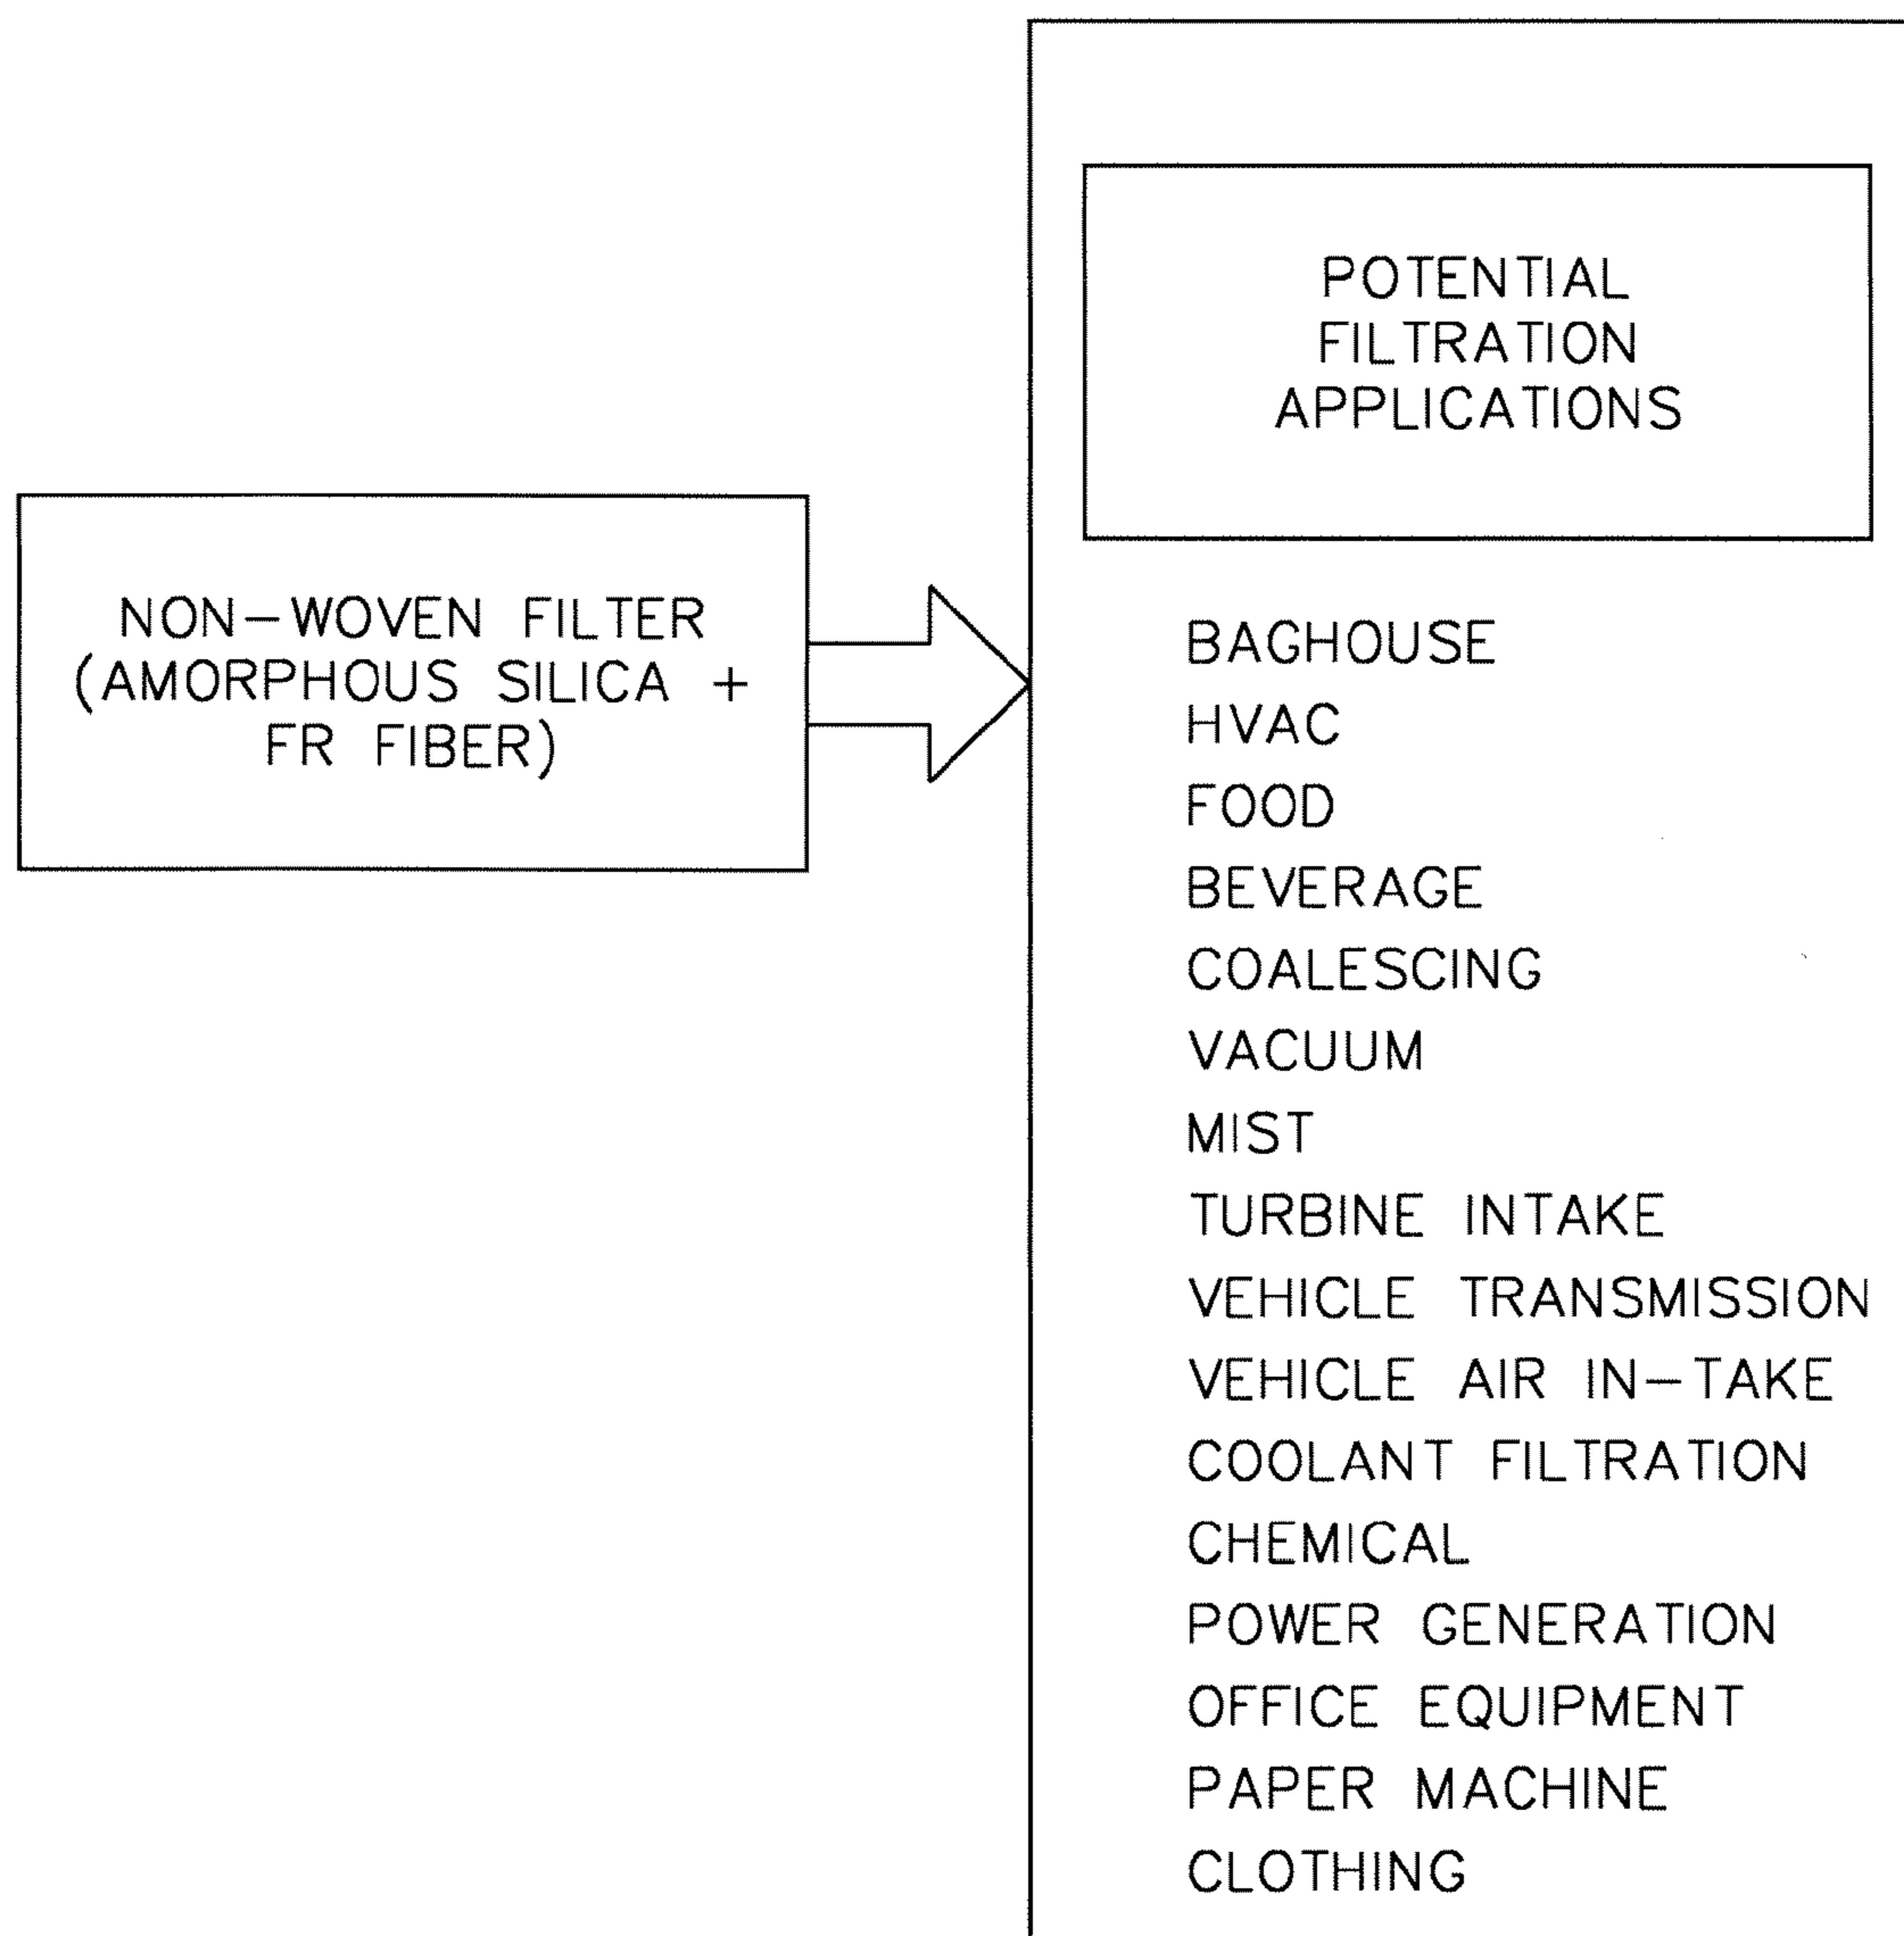 NON-WOVEN FILTER
(AMORPHOUS SILICA +
FR FIBER)
POTENTIAL
FILTRATION
APPLICATIONS
BAGHOUSE
HVAC
FOOD
BEVERAGE
COALESCING
VACUUM
MIST
TURBINE INTAKE
VEHICLE TRANSMISSION
VEHICLE AIR IN-TAKE
COOLANT FILTRATION
CHEMICAL
POWER GENERATION
OFFICE EQUIPMENT
PAPER MACHINE
CLOTHING